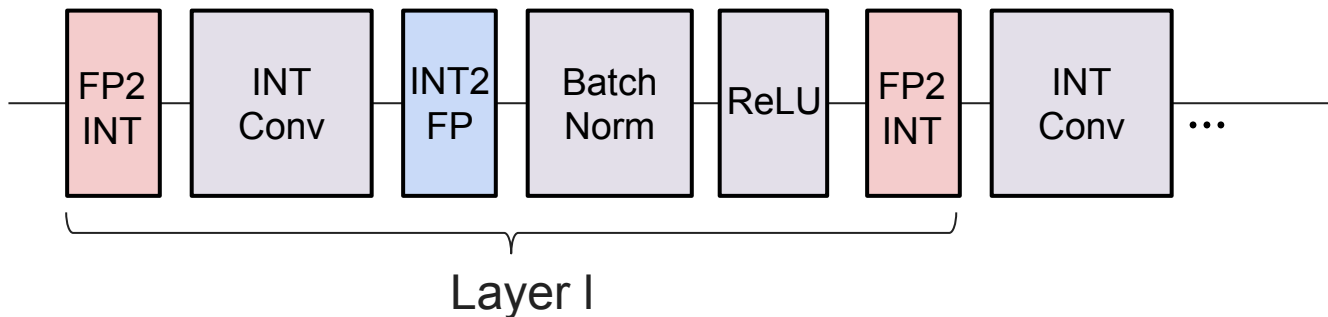 FP2
INT
INT
Conv
INT2
FP
Batch
Norm
ReLU
FP2
INT
INT
Conv
...
Layer l